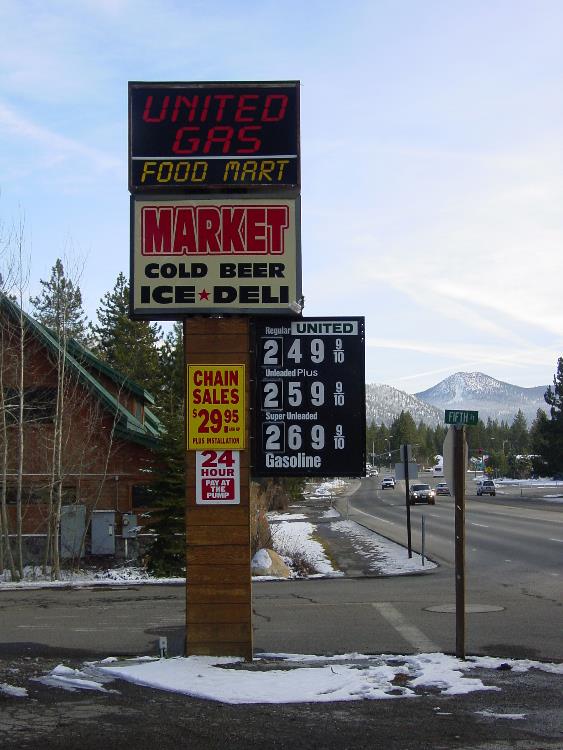 UNITED
GAS
FOOD MART
MARKET
COLD BEER
ICE★DELI
Regular UNITED
2 4 9 9/10
Unleaded Plus
2 5 9 9/10
Super Unleaded
2 6 9 9/10
Gasoline
CHAIN
SALES
$29.95
PLUS INSTALLATION
24
HOUR
PAY AT
THE PUMP
FIFTH